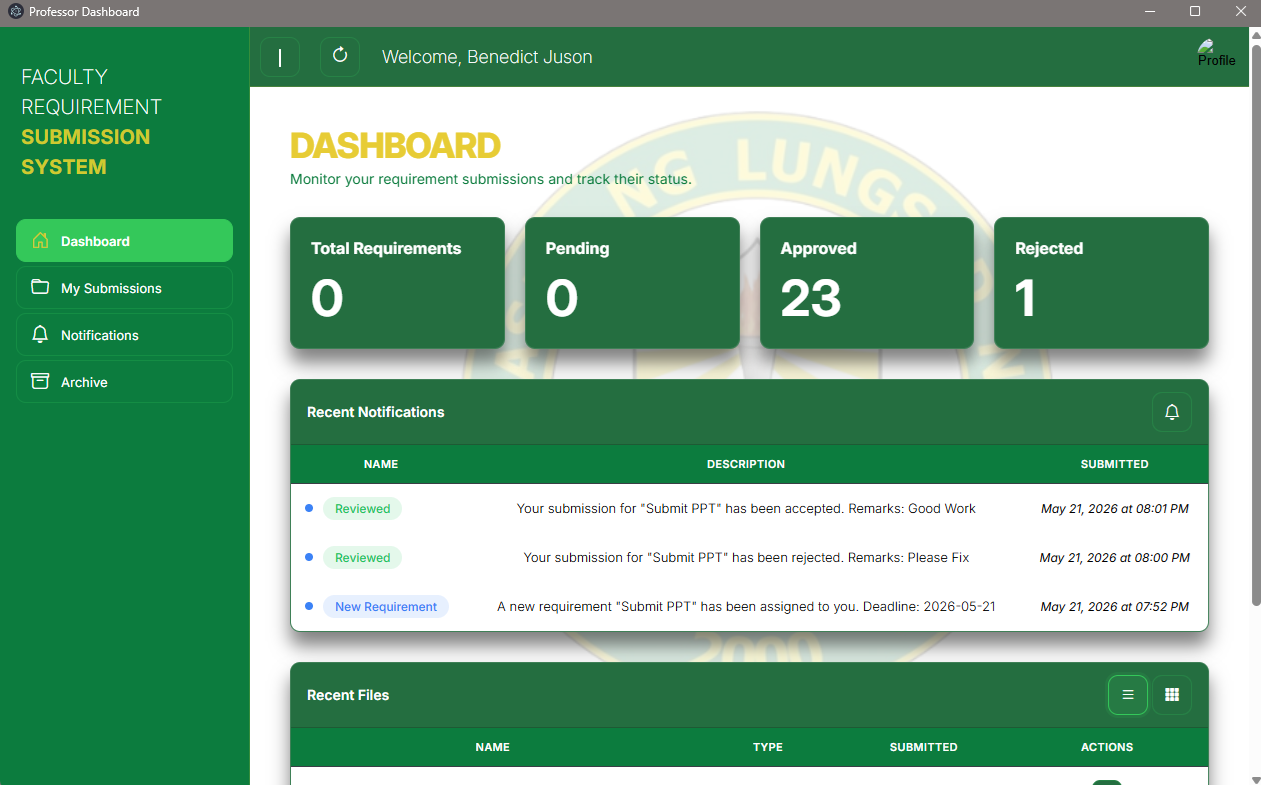 Professor Dashboard
FACULTY
REQUIREMENT
SUBMISSION
SYSTEM
Dashboard
My Submissions
Notifications
Archive
Welcome, Benedict Juson
Profile
NG LUNGS
DASHBOARD
Monitor your requirement submissions and track their status.
Total Requirements
0
Pending
0
Approved
23
Rejected
1
Recent Notifications
NAME DESCRIPTION SUBMITTED
Reviewed Your submission for "Submit PPT" has been accepted. Remarks: Good Work May 21, 2026 at 08:01 PM
Reviewed Your submission for "Submit PPT" has been rejected. Remarks: Please Fix May 21, 2026 at 08:00 PM
New Requirement A new requirement "Submit PPT" has been assigned to you. Deadline: 2026-05-21 May 21, 2026 at 07:52 PM
2000
Recent Files
NAME TYPE SUBMITTED ACTIONS